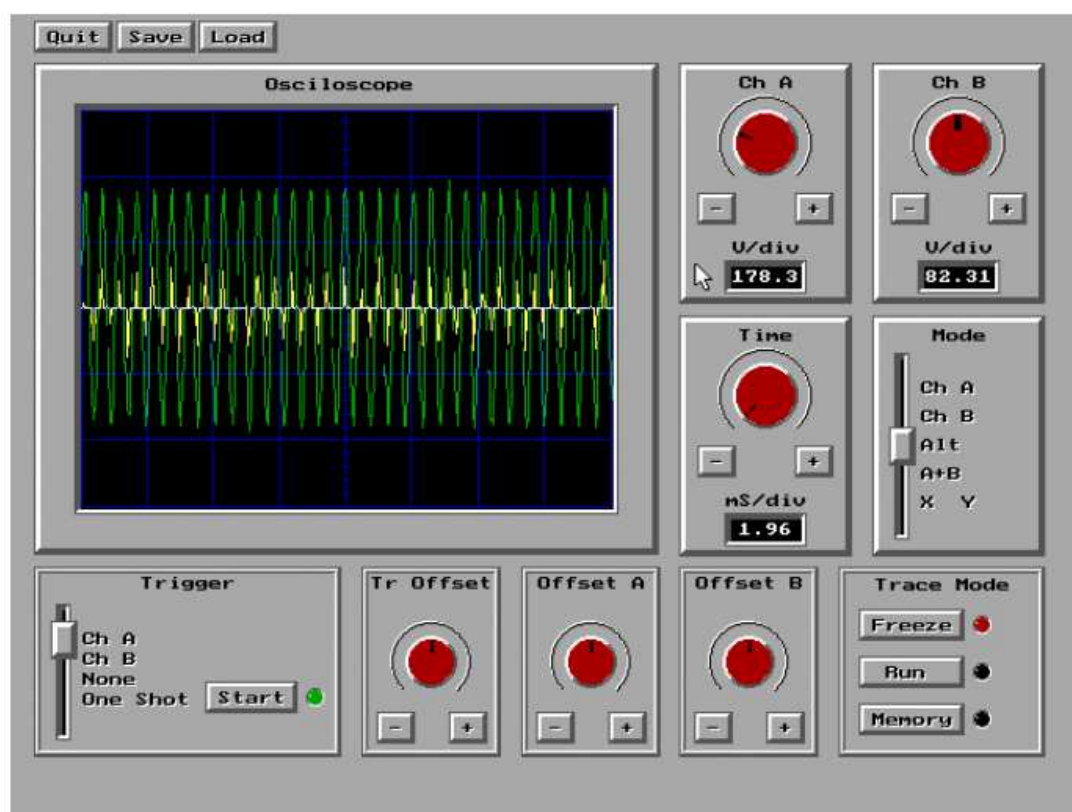 Quit Save Load
Osciloscope
Ch A
Ch B
- +
- +
V/div
V/div
178.3
82.31
Time
Mode
Ch A
Ch B
Alt
A+B
X Y
- +
mS/div
1.96
Trigger
Ch A
Ch B
None
One Shot Start
Tr Offset
- +
Offset A
- +
Offset B
- +
Trace Mode
Freeze
Run
Memory